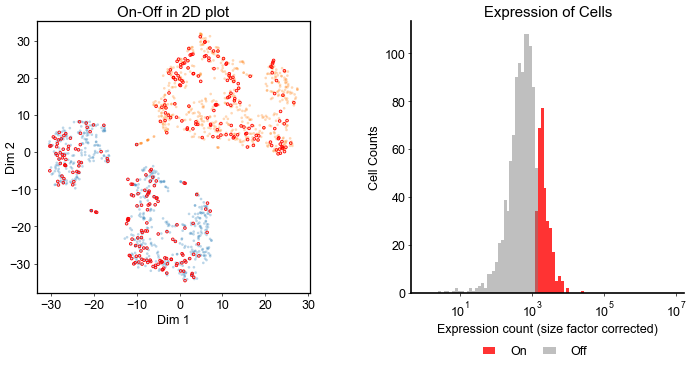 On-Off in 2D plot
Dim 2
30
20
10
0
−10
−20
−30
−30 −20 −10 0 10 20 30
Dim 1
Expression of Cells
Cell Counts
100
80
60
40
20
0
10^1 10^3 10^5 10^7
Expression count (size factor corrected)
On Off